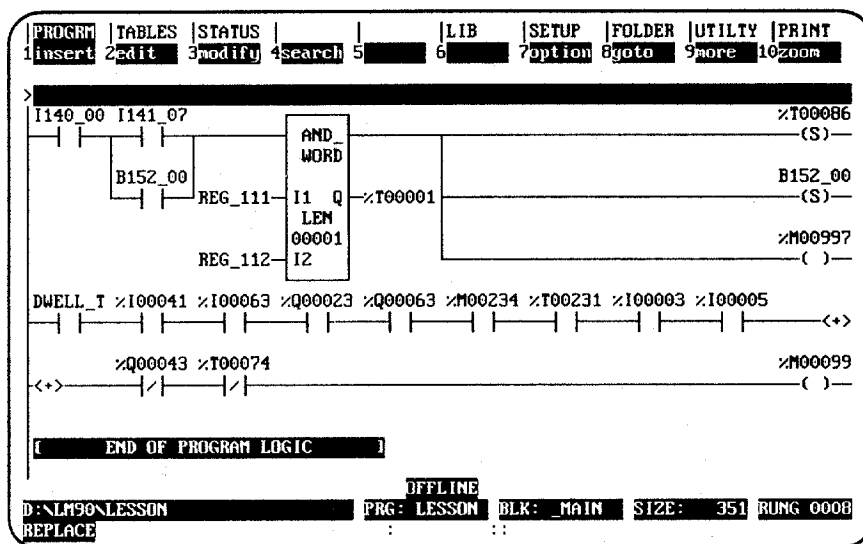 PROGRM |TABLES |STATUS | | |LIB |SETUP |FOLDER |UTILTY |PRINT
1insert 2edit 3modify 4search 5 6 7option 8goto 9more 10zoom
>
I140_00 I141_07 %T00086
AND_ (S)
WORD
B152_00 B152_00
REG_111 I1 Q %T00001 (S)
LEN
00001 %M00997
REG_112 I2 ( )
DWELL_T %I00041 %I00063 %Q00023 %Q00063 %M00234 %T00231 %I00003 %I00005
<+>
%Q00043 %T00074 %M00099
<+> / / ( )
[ END OF PROGRAM LOGIC ]
OFFLINE
D:\LM90\LESSON PRG: LESSON BLK: _MAIN SIZE: 351 RUNG 0008
REPLACE : ::